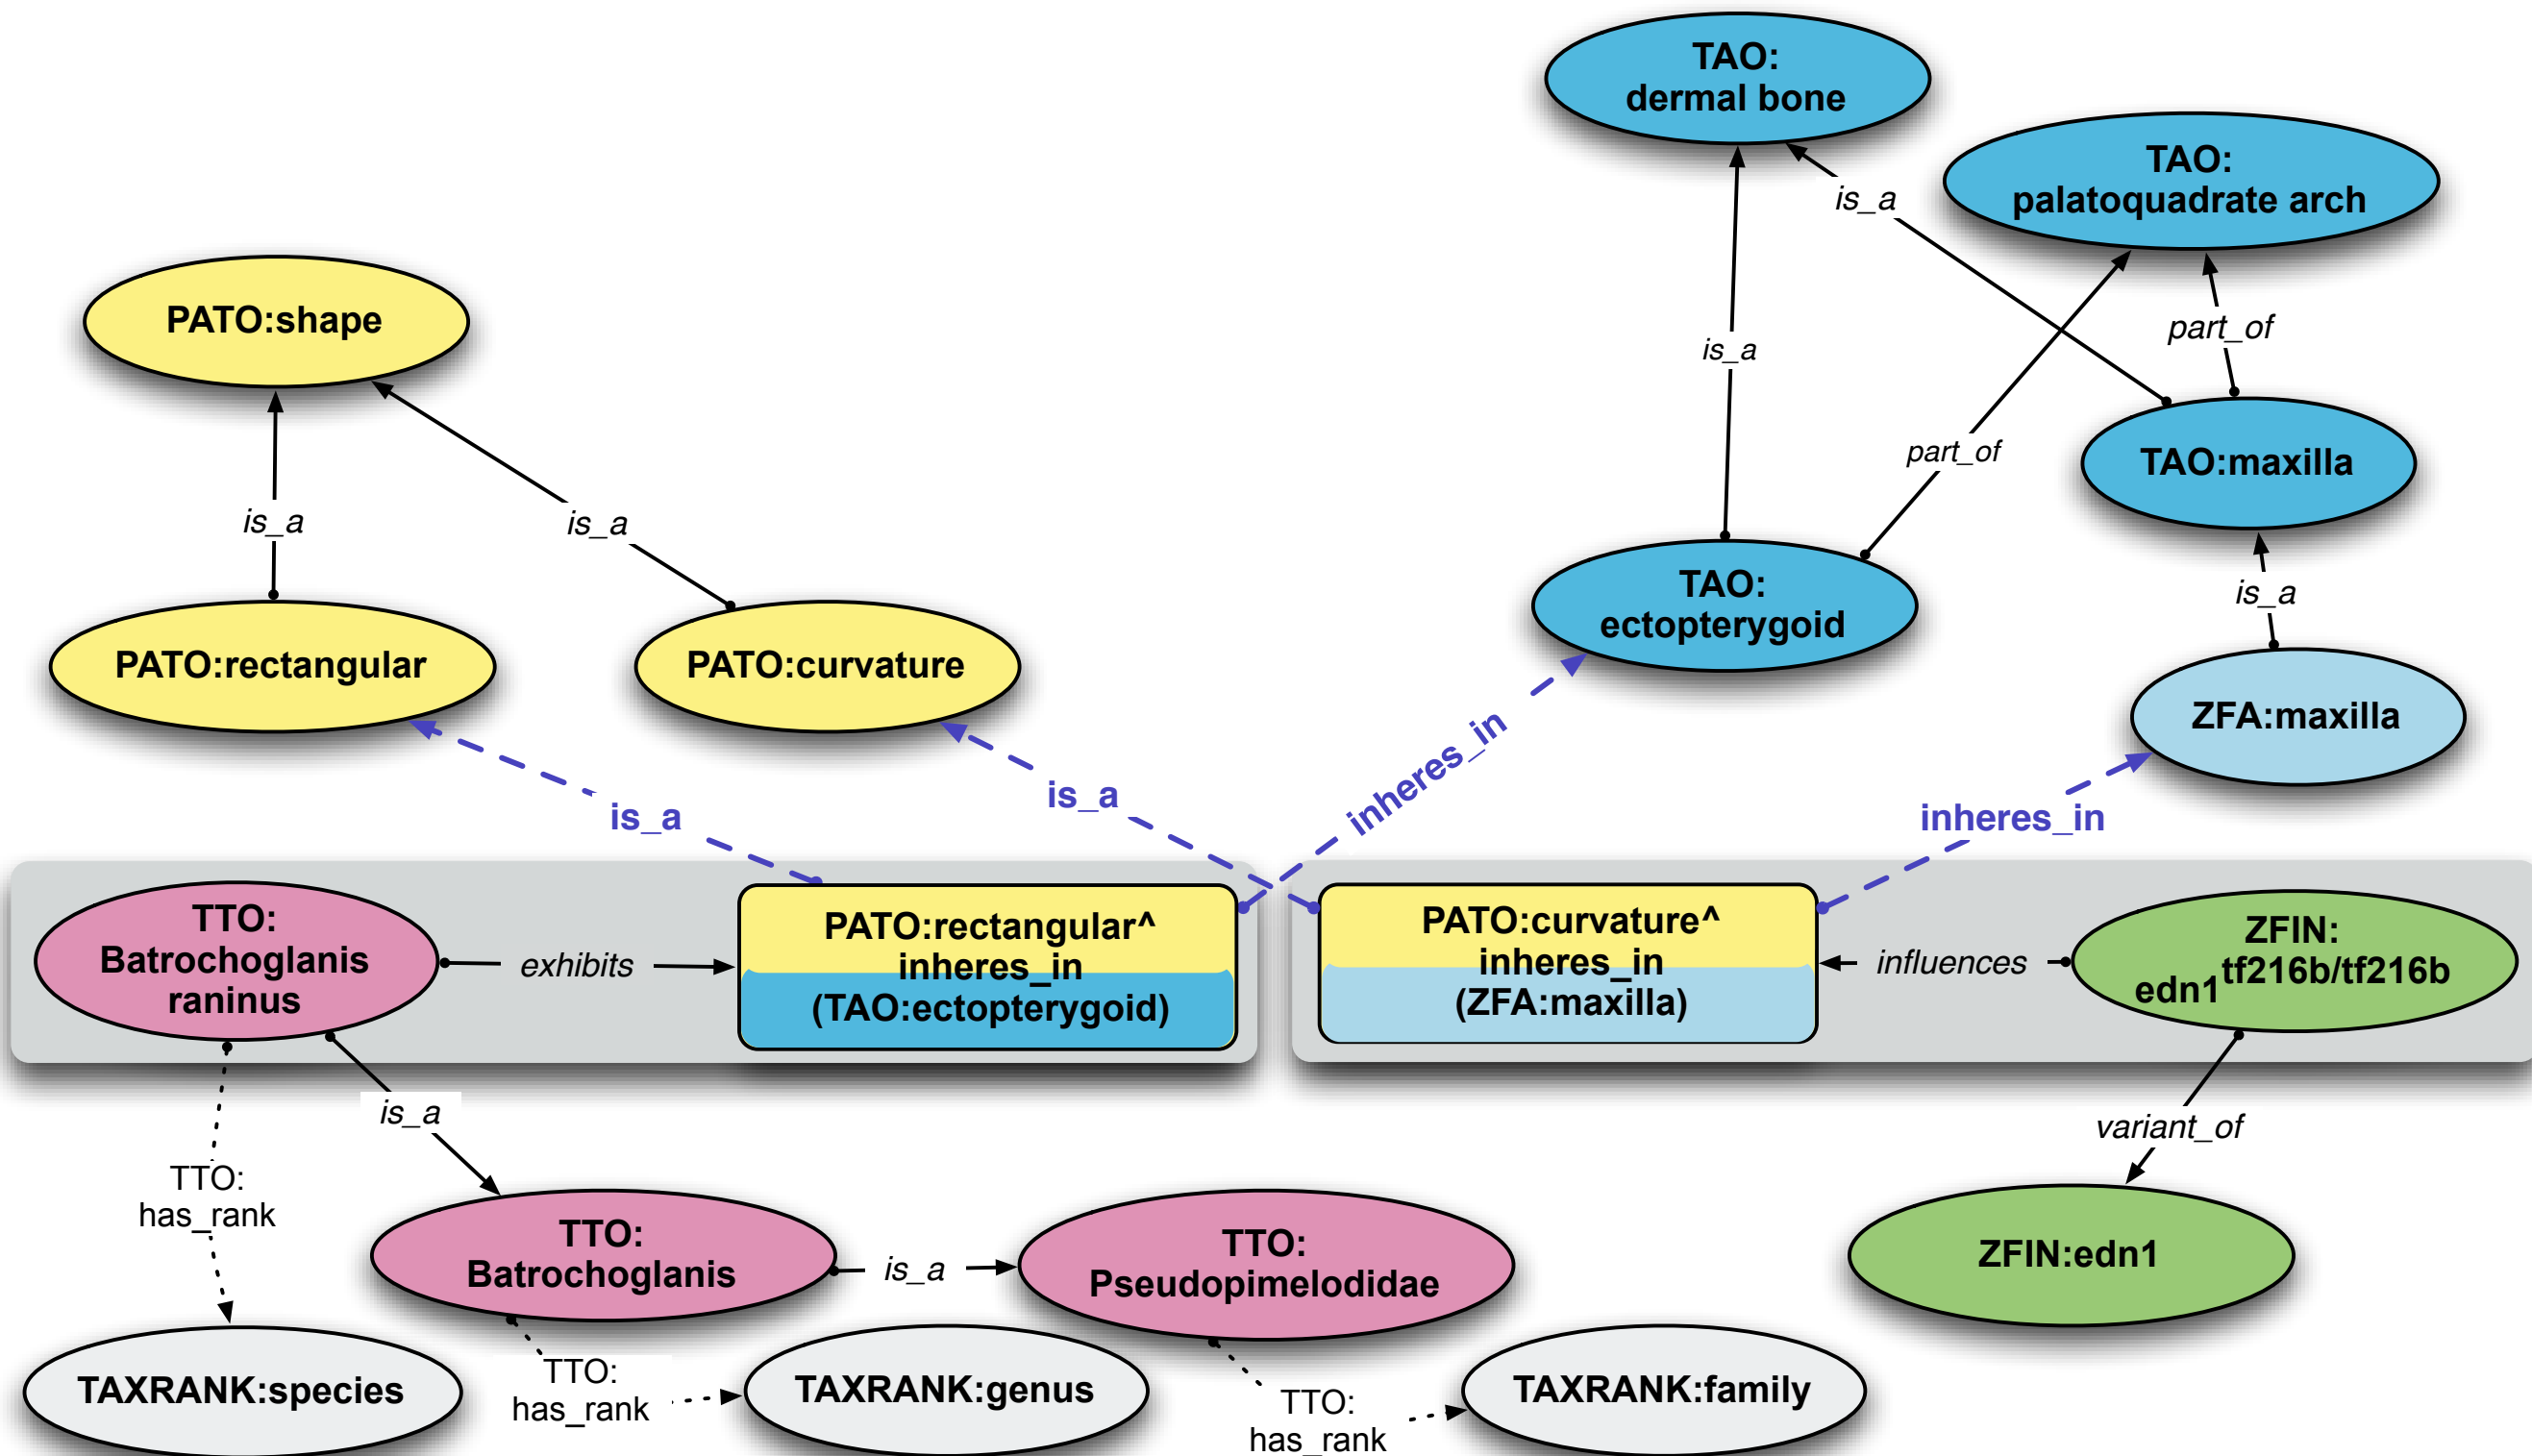 TAO:
dermal bone
TAO:
palatoquadrate arch
is_a
PATO:shape
part_of
is_a
part_of
TAO:maxilla
is_a
is_a
TAO:
ectopterygoid
is_a
PATO:rectangular
PATO:curvature
ZFA:maxilla
inheres_in
is_a
is_a
inheres_in
TTO:
Batrochoglanis
raninus
exhibits
PATO:rectangular^
inheres_in
(TAO:ectopterygoid)
PATO:curvature^
inheres_in
(ZFA:maxilla)
influences
ZFIN:
edn1tf216b/tf216b
is_a
variant_of
TTO:
has_rank
TTO:
Batrochoglanis
is_a
TTO:
Pseudopimelodidae
ZFIN:edn1
TAXRANK:species
TTO:
has_rank
TAXRANK:genus
TTO:
has_rank
TAXRANK:family